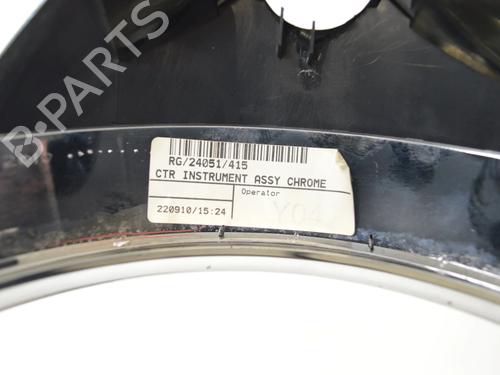 RG/24051/415
CTR INSTRUMENT ASSY CHROME
Operator
220910/15:24
Y04
B-PARTS